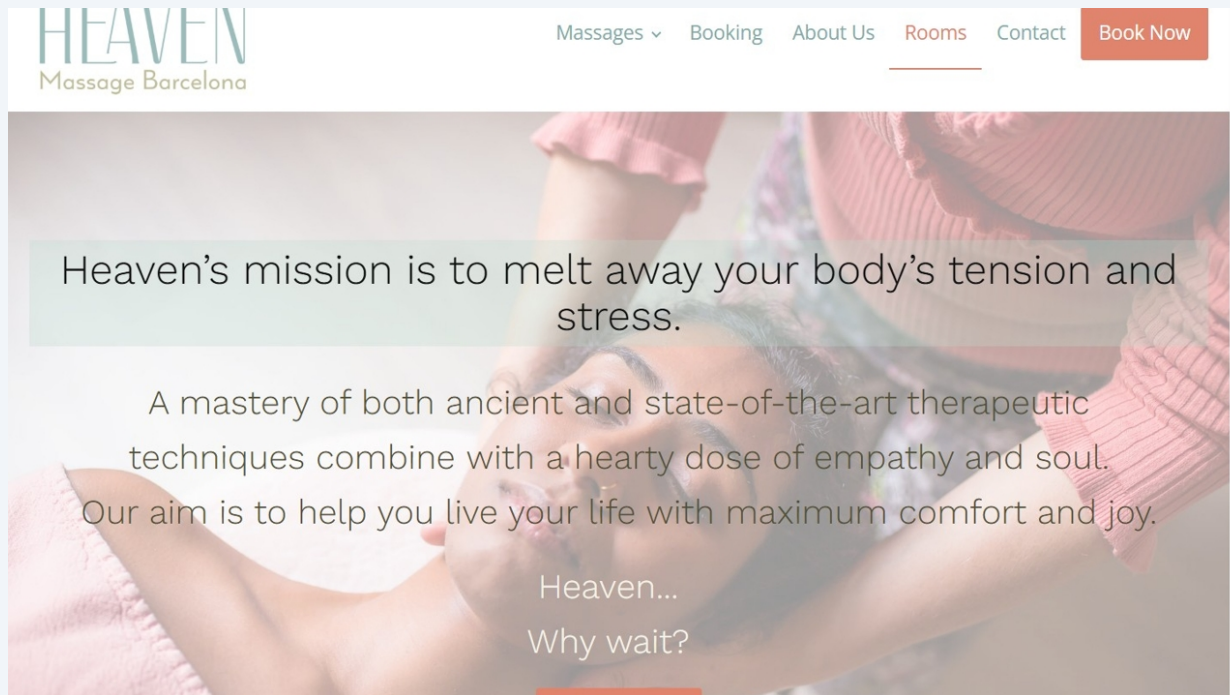 HEAVEN
Massage Barcelona
Massages Booking About Us Rooms Contact Book Now
Heaven's mission is to melt away your body's tension and
stress.
A mastery of both ancient and state-of-the-art therapeutic
techniques combine with a hearty dose of empathy and soul.
Our aim is to help you live your life with maximum comfort and joy.
Heaven...
Why wait?